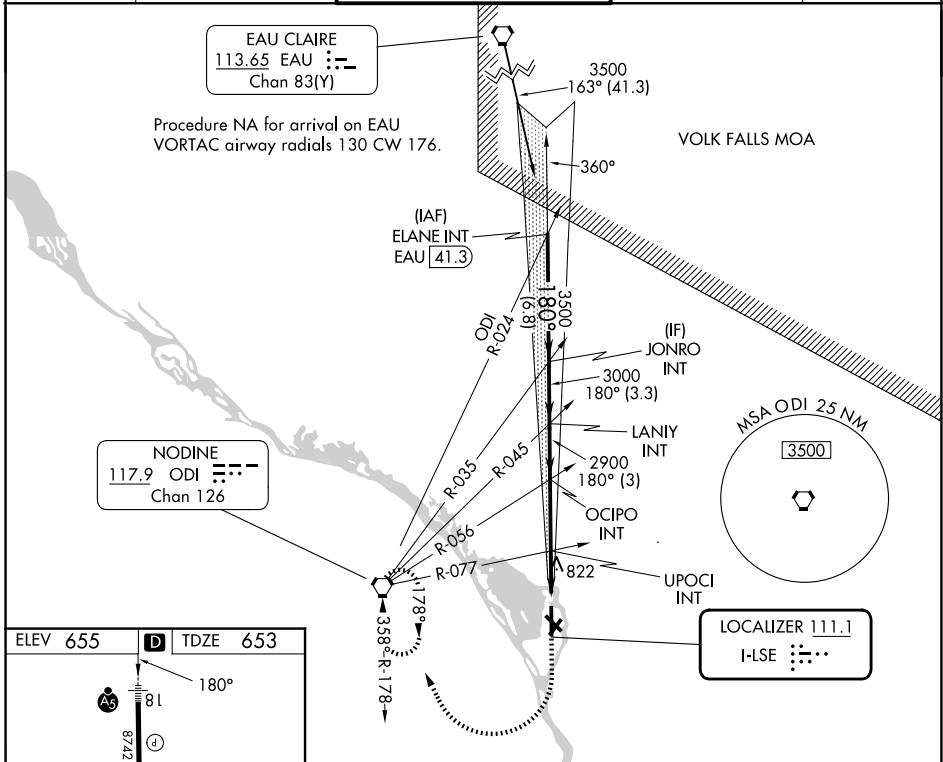 EAU CLAIRE
113.65 EAU
Chan 83(Y)
3500
163° (41.3)
Procedure NA for arrival on EAU
VORTAC airway radials 130 CW 176.
VOLK FALLS MOA
360°
(IAF)
ELANE INT
EAU 41.3
ODI
R-024
180°
3500
(6.8)
(IF)
JONRO
INT
3000
180° (3.3)
MSA ODI 25 NM
3500
LANIY
INT
NODINE
117.9 ODI
Chan 126
R-035
R-045
2900
180° (3)
OCIPO
INT
R-056
R-077
822
UPOCI
INT
178°
358°
R-178
LOCALIZER 111.1
I-LSE
ELEV 655
D
TDZE 653
180°
A5
18
8742
P